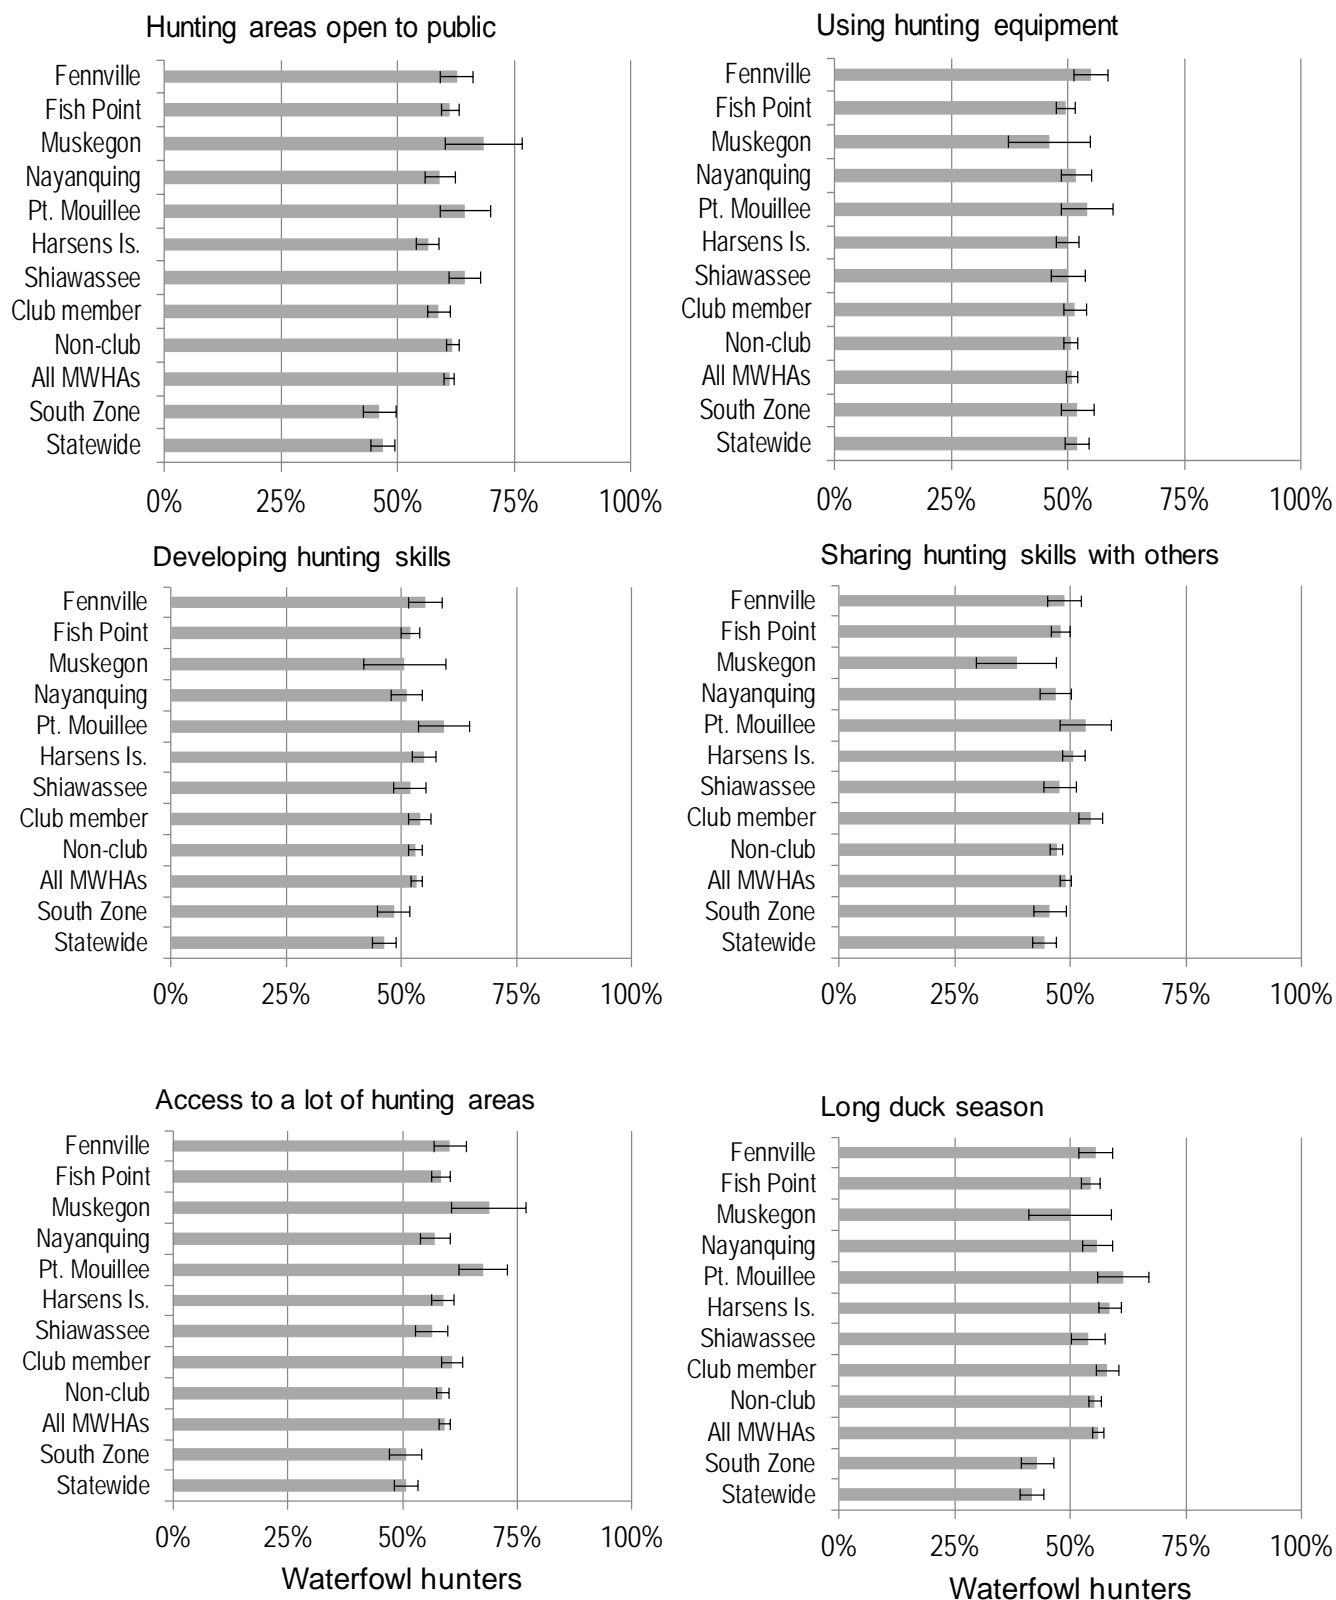 Hunting areas open to public
Fennville
Fish Point
Muskegon
Nayanquing
Pt. Mouillee
Harsens Is.
Shiawassee
Club member
Non-club
All MWHAs
South Zone
Statewide
0% 25% 50% 75% 100%
Using hunting equipment
Fennville
Fish Point
Muskegon
Nayanquing
Pt. Mouillee
Harsens Is.
Shiawassee
Club member
Non-club
All MWHAs
South Zone
Statewide
0% 25% 50% 75% 100%
Developing hunting skills
Fennville
Fish Point
Muskegon
Nayanquing
Pt. Mouillee
Harsens Is.
Shiawassee
Club member
Non-club
All MWHAs
South Zone
Statewide
0% 25% 50% 75% 100%
Sharing hunting skills with others
Fennville
Fish Point
Muskegon
Nayanquing
Pt. Mouillee
Harsens Is.
Shiawassee
Club member
Non-club
All MWHAs
South Zone
Statewide
0% 25% 50% 75% 100%
Access to a lot of hunting areas
Fennville
Fish Point
Muskegon
Nayanquing
Pt. Mouillee
Harsens Is.
Shiawassee
Club member
Non-club
All MWHAs
South Zone
Statewide
0% 25% 50% 75% 100%
Waterfowl hunters
Long duck season
Fennville
Fish Point
Muskegon
Nayanquing
Pt. Mouillee
Harsens Is.
Shiawassee
Club member
Non-club
All MWHAs
South Zone
Statewide
0% 25% 50% 75% 100%
Waterfowl hunters